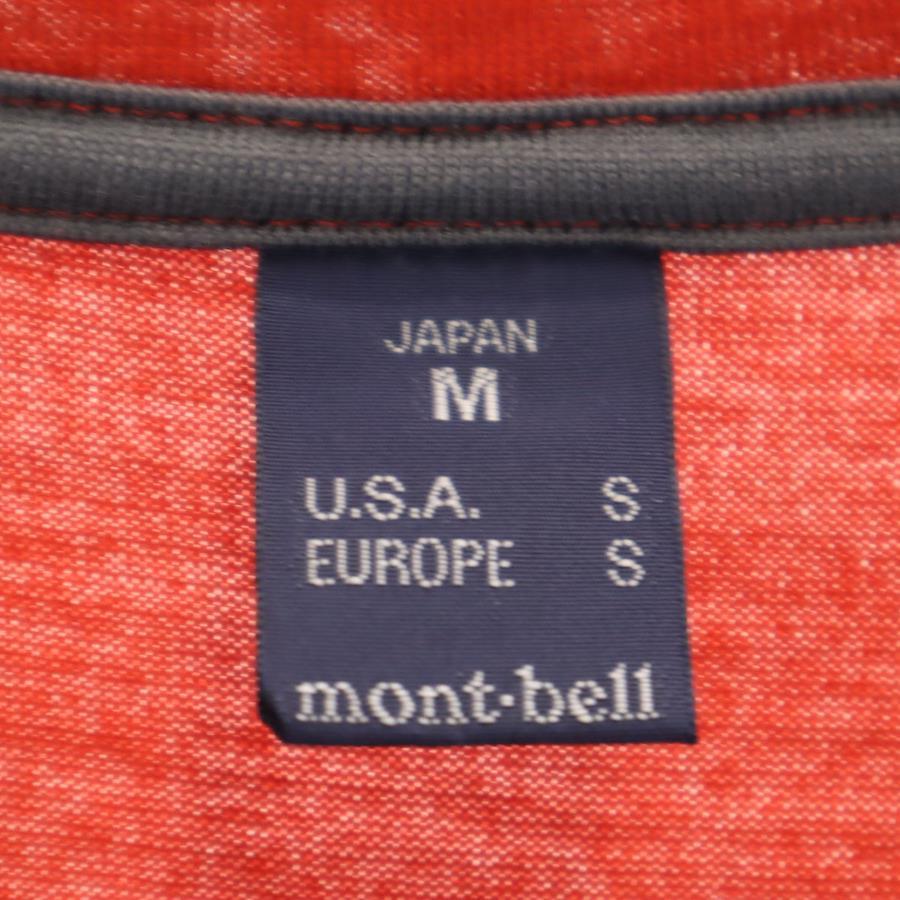 JAPAN
M
U.S.A. S
EUROPE S
mont·bell